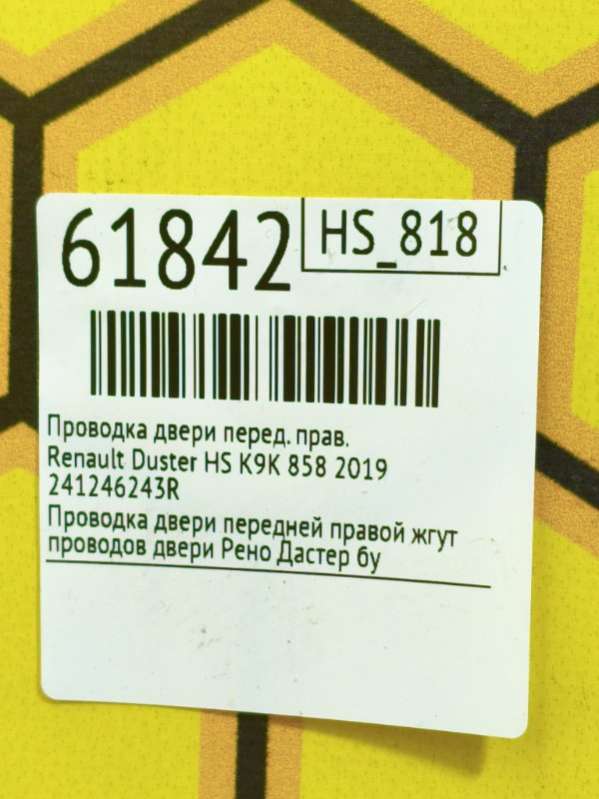 61842
HS_818
Проводка двери перед. прав.
Renault Duster HS K9K 858 2019
241246243R
Проводка двери передней правой жгут
проводов двери Рено Дастер бу